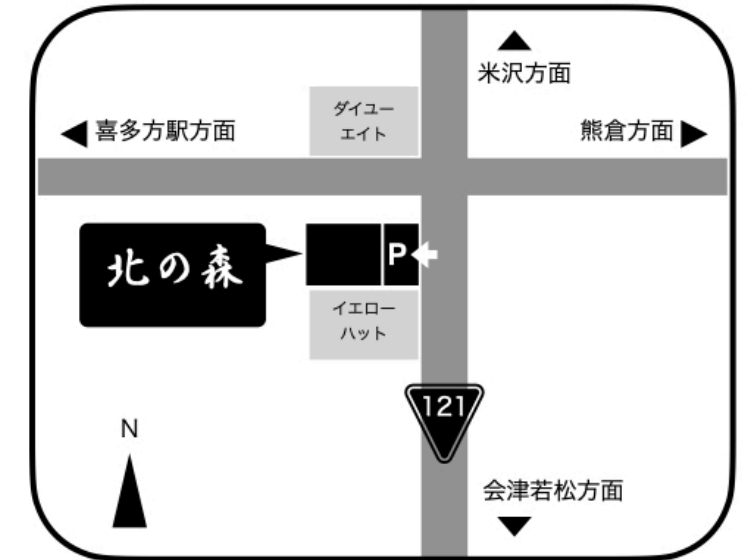 米沢方面
ダイユー
エイト
喜多方駅方面
熊倉方面
北の森
P
イエロー
ハット
121
N
会津若松方面